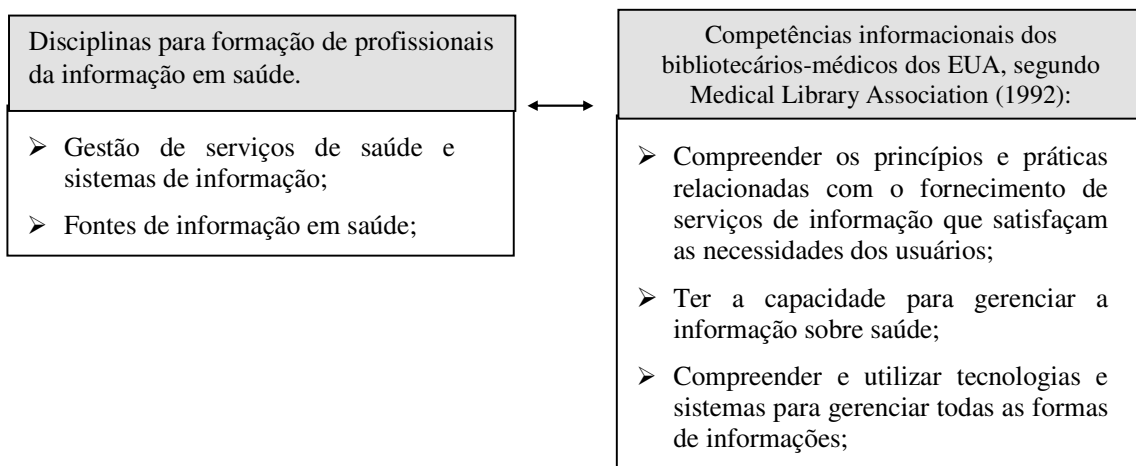 Disciplinas para formação de profissionais
da informação em saúde.
➢ Gestão de serviços de saúde e
sistemas de informação;
➢ Fontes de informação em saúde;
Competências informacionais dos
bibliotecários-médicos dos EUA, segundo
Medical Library Association (1992):
➢ Compreender os princípios e práticas
relacionadas com o fornecimento de
serviços de informação que satisfaçam
as necessidades dos usuários;
➢ Ter a capacidade para gerenciar a
informação sobre saúde;
➢ Compreender e utilizar tecnologias e
sistemas para gerenciar todas as formas
de informações;